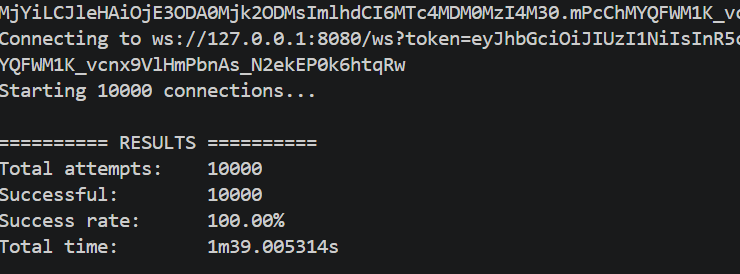 MjYiLCJleHAiOjE3ODA0Mjk2ODMsImlhdCI6MTc4MDM0MzI4M30.mPcChMYQFWM1K_vc
Connecting to ws://127.0.0.1:8080/ws?token=eyJhbGciOiJIUzI1NiIsInR5c
YQFWM1K_vcnx9VlHmPbnAs_N2ekEP0k6htqRw
Starting 10000 connections...
========== RESULTS ==========
Total attempts: 10000
Successful: 10000
Success rate: 100.00%
Total time: 1m39.005314s